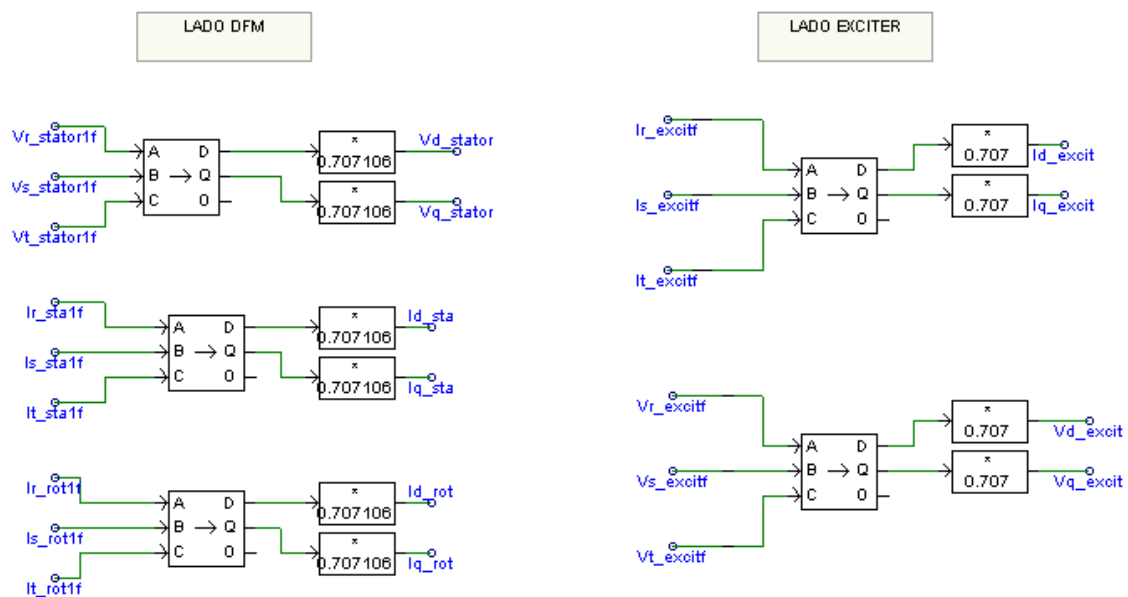 LADO DFM
Vr_stator1f
Vs_stator1f
Vt_stator1f
A D
B → Q
C 0
*
0.707106
*
0.707106
Vd_stator
Vq_stator
Ir_sta1f
Is_sta1f
It_sta1f
A D
B → Q
C 0
*
0.707106
*
0.707106
Id_sta
Iq_sta
Ir_rot1f
Is_rot1f
It_rot1f
A D
B → Q
C 0
*
0.707106
*
0.707106
Id_rot
Iq_rot
LADO EXCITER
Ir_excitf
Is_excitf
It_excitf
A D
B → Q
C 0
*
0.707
*
0.707
Id_excit
Iq_excit
Vr_excitf
Vs_excitf
Vt_excitf
A D
B → Q
C 0
*
0.707
*
0.707
Vd_excit
Vq_excit